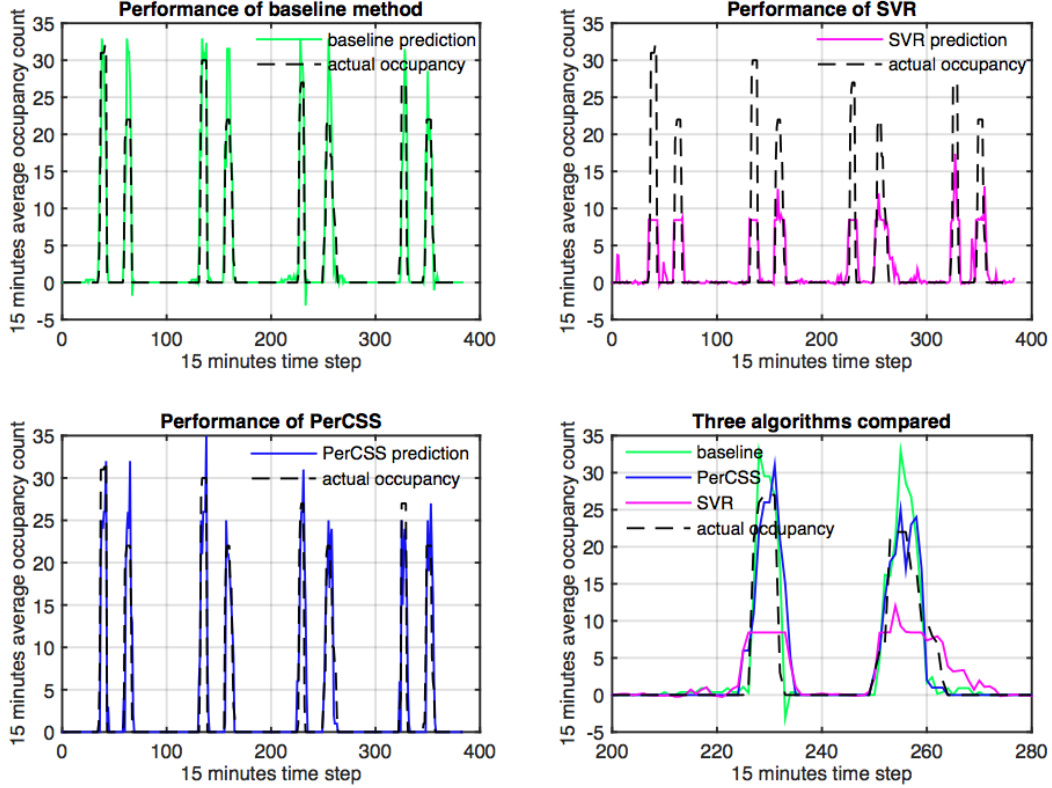 Performance of baseline method
35
30
25
20
15
10
5
0
-5
15 minutes average occupancy count
baseline prediction
actual occupancy
0 100 200 300 400
15 minutes time step
Performance of SVR
35
30
25
20
15
10
5
0
-5
15 minutes average occupancy count
SVR prediction
actual occupancy
0 100 200 300 400
15 minutes time step
Performance of PerCSS
35
30
25
20
15
10
5
0
15 minutes average occupancy count
PerCSS prediction
actual occupancy
0 100 200 300 400
15 minutes time step
Three algorithms compared
35
30
25
20
15
10
5
0
-5
15 minutes average occupancy count
baseline
PerCSS
SVR
actual occupancy
200 220 240 260 280
15 minutes time step